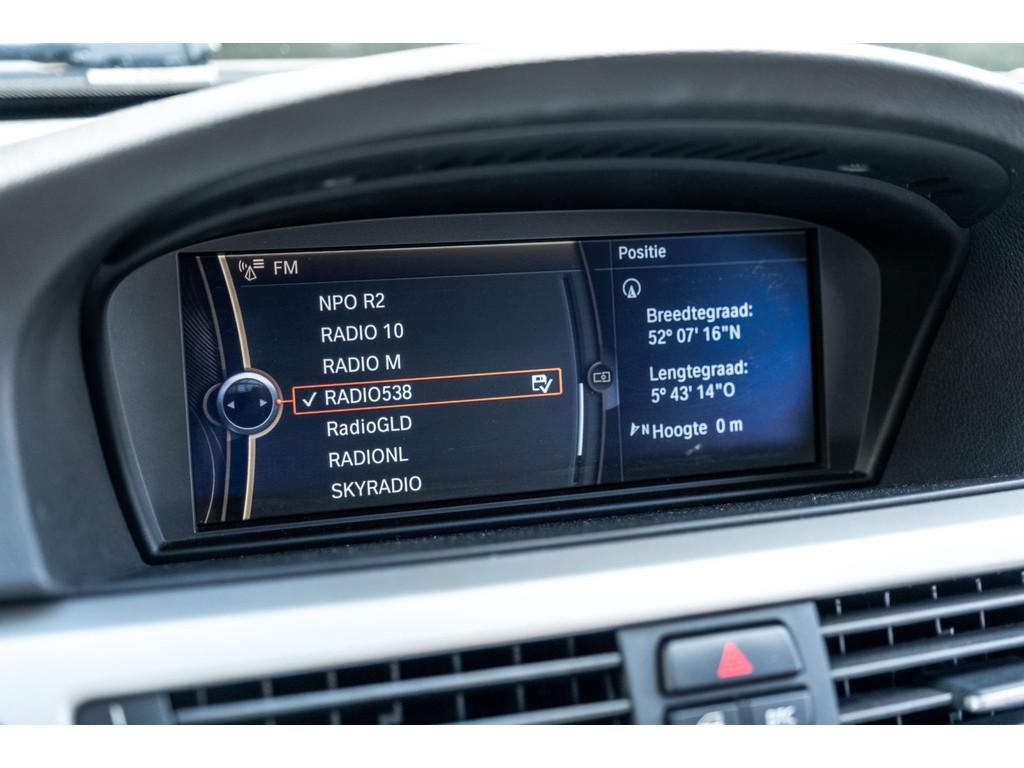 FM
NPO R2
RADIO 10
RADIO M
RADIO538
RadioGLD
RADIONL
SKYRADIO
Positie
Breedtegraad:
52° 07' 16"N
Lengtegraad:
5° 43' 14"O
N Hoogte 0 m